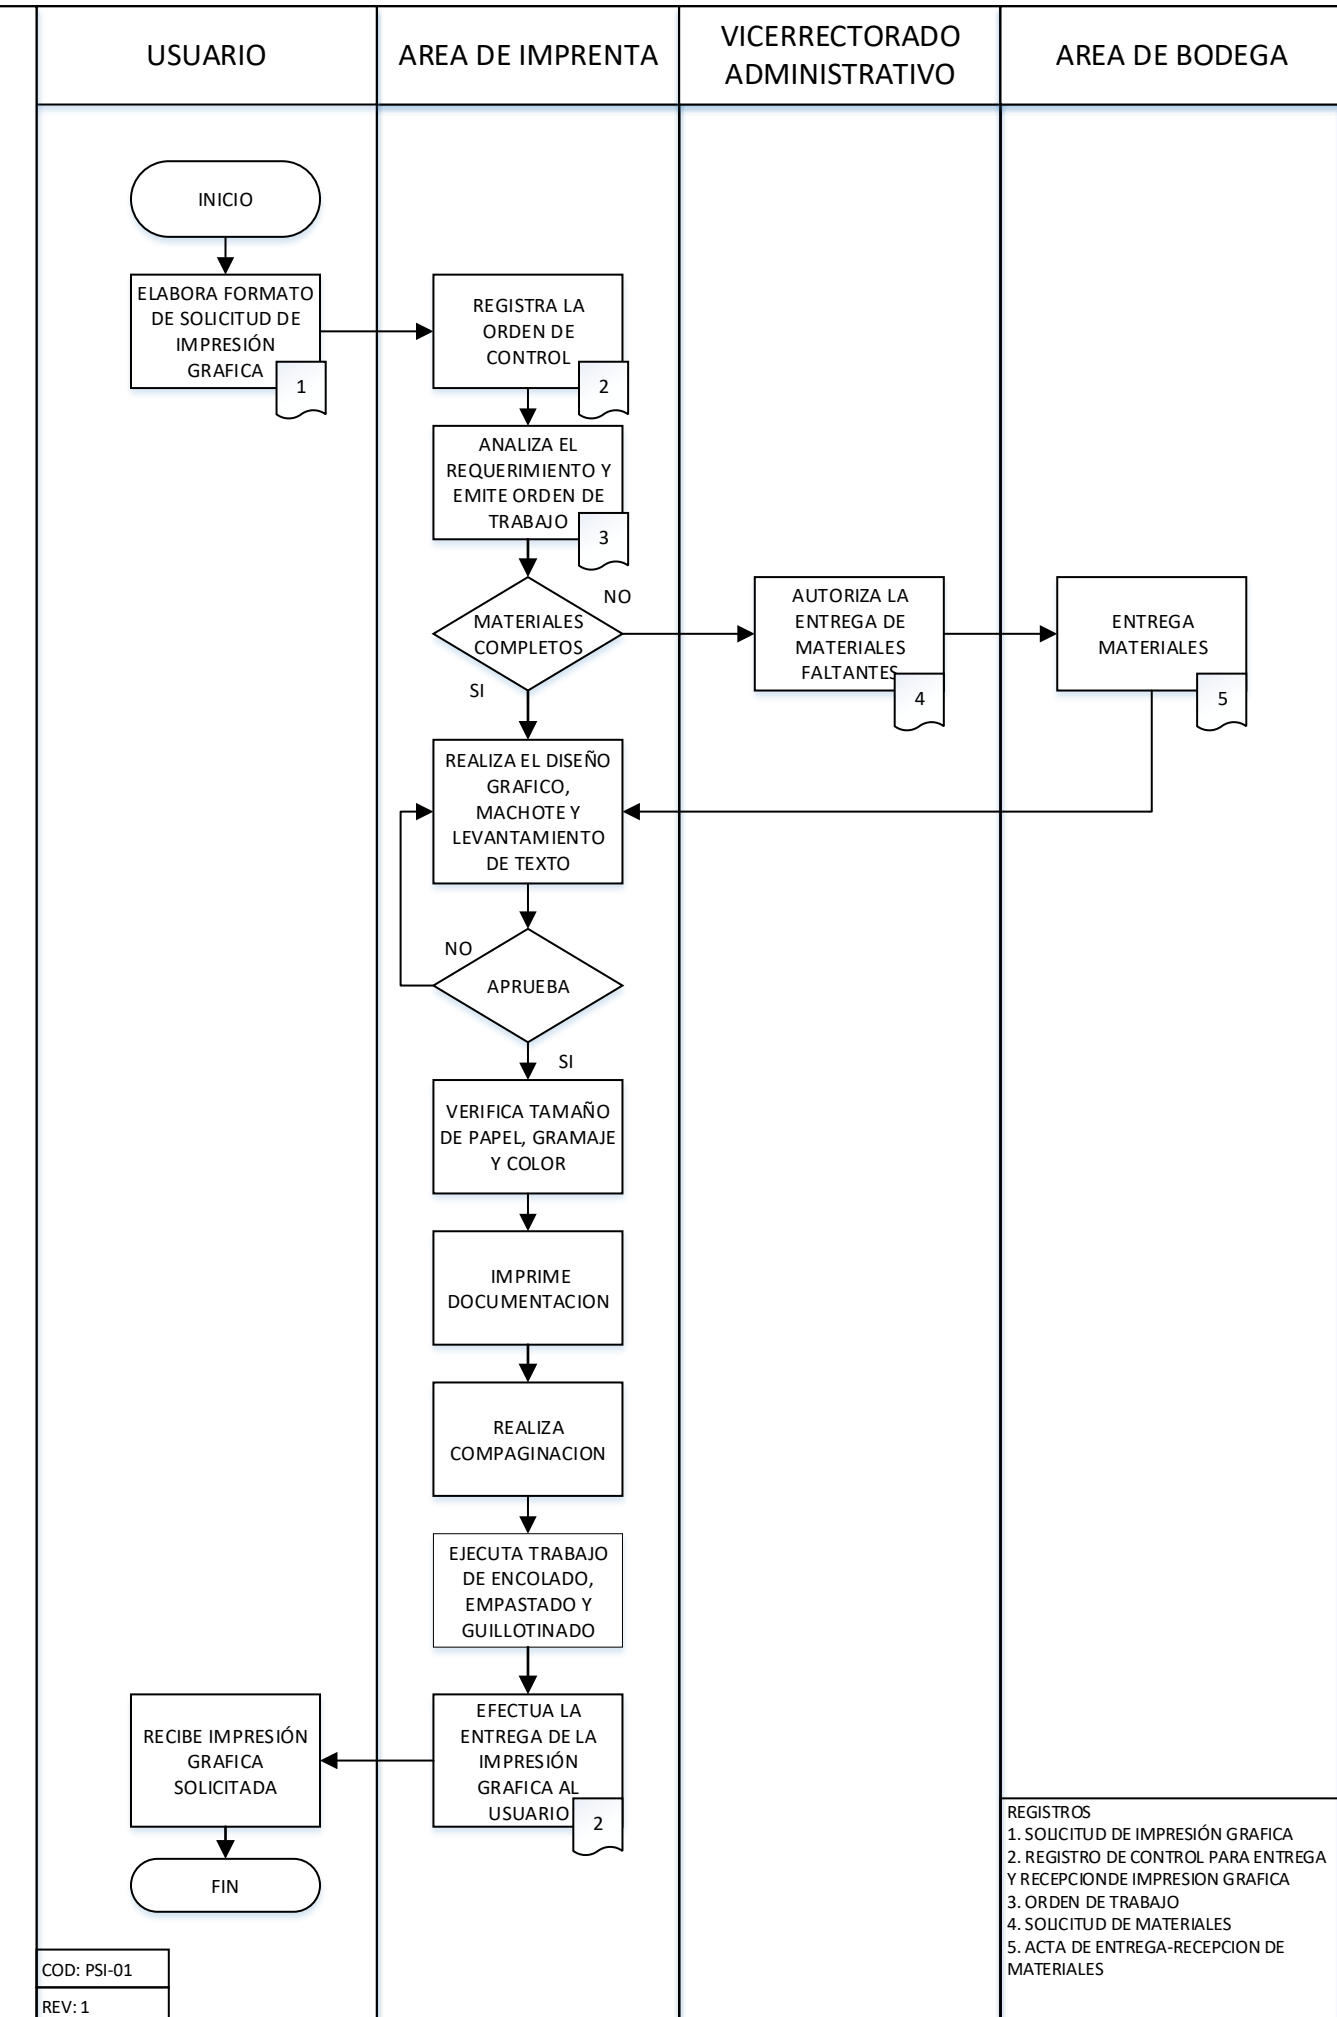 USUARIO
AREA DE IMPRENTA
VICERRECTORADO
ADMINISTRATIVO
AREA DE BODEGA
INICIO
ELABORA FORMATO
DE SOLICITUD DE
IMPRESIÓN
GRAFICA
1
REGISTRA LA
ORDEN DE
CONTROL
2
ANALIZA EL
REQUERIMIENTO Y
EMITE ORDEN DE
TRABAJO
3
MATERIALES
COMPLETOS
NO
SI
AUTORIZA LA
ENTREGA DE
MATERIALES
FALTANTES
4
ENTREGA
MATERIALES
5
REALIZA EL DISEÑO
GRAFICO,
MACHOTE Y
LEVANTAMIENTO
DE TEXTO
NO
APRUEBA
SI
VERIFICA TAMAÑO
DE PAPEL, GRAMAJE
Y COLOR
IMPRIME
DOCUMENTACION
REALIZA
COMPAGINACION
EJECUTA TRABAJO
DE ENCOLADO,
EMPASTADO Y
GUILLOTINADO
EFECTUA LA
ENTREGA DE LA
IMPRESIÓN
GRAFICA AL
USUARIO
2
RECIBE IMPRESIÓN
GRAFICA
SOLICITADA
FIN
REGISTROS
1. SOLICITUD DE IMPRESIÓN GRAFICA
2. REGISTRO DE CONTROL PARA ENTREGA
Y RECEPCIONDE IMPRESION GRAFICA
3. ORDEN DE TRABAJO
4. SOLICITUD DE MATERIALES
5. ACTA DE ENTREGA-RECEPCION DE
MATERIALES
COD: PSI-01
REV: 1